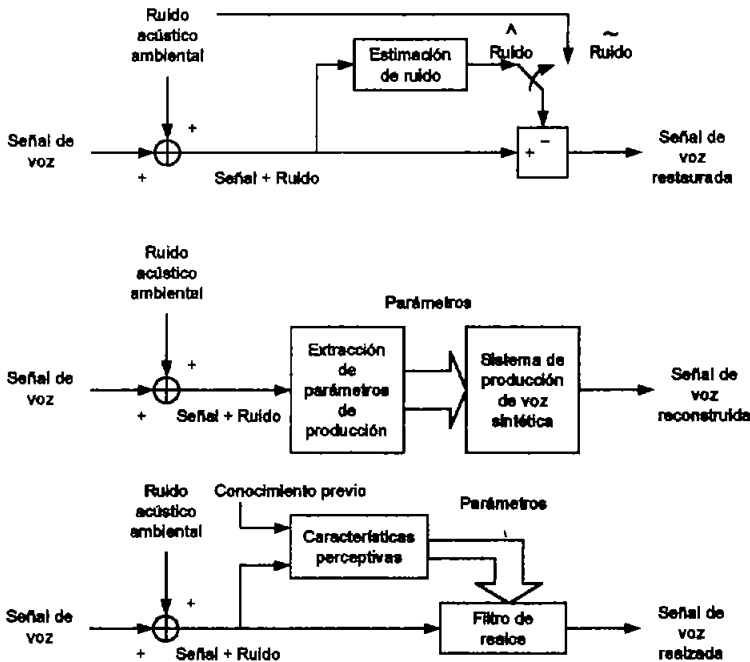 Ruido
acústico
ambiental
Estimación
de ruido
^
Ruido
~
Ruido
+
Señal de
voz
+
Señal + Ruido
+
−
Señal de
voz
restaurada
Ruido
acústico
ambiental
Parámetros
+
Extracción
de
parámetros
de
producción
Sistema de
producción
de voz
sintética
Señal de
voz
+
Señal + Ruido
Señal de
voz
reconstruida
Ruido
acústico
ambiental
Conocimiento previo
Parámetros
Características
perceptivas
+
Señal de
voz
+
Señal + Ruido
Filtro de
realce
Señal de
voz
realzada